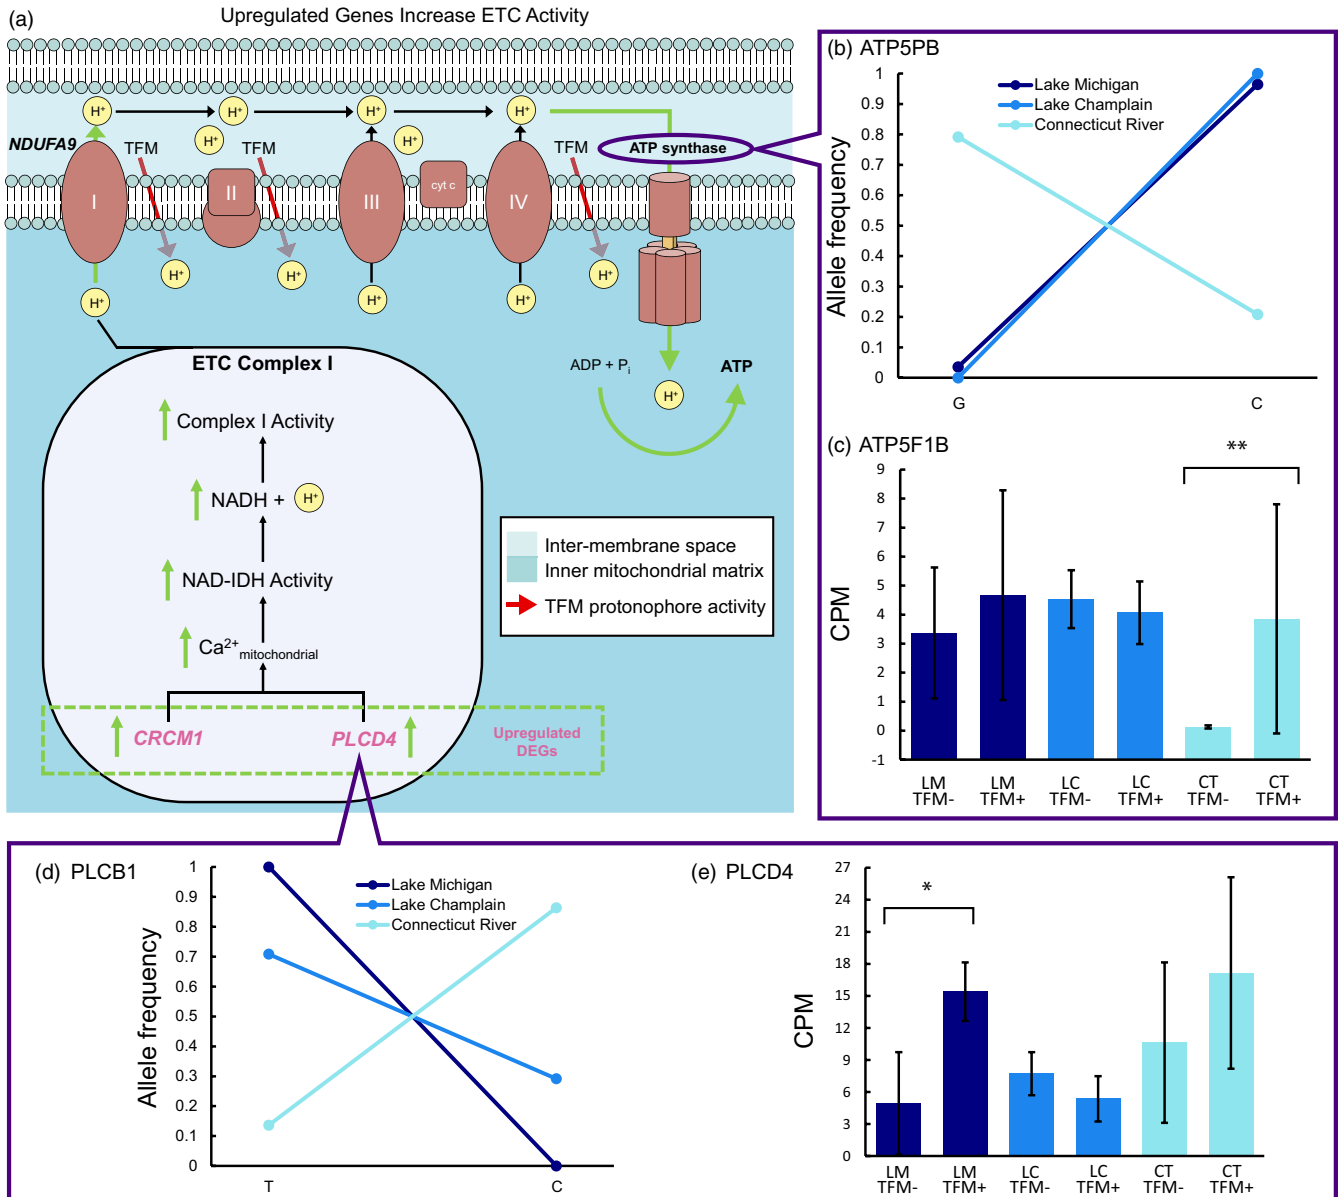 (a)
Upregulated Genes Increase ETC Activity
H+
H+
H+
H+
H+
H+
NDUFA9
TFM
TFM
TFM
ATP synthase
I
II
III
cyt c
IV
H+
H+
H+
H+
H+
H+
ADP + Pi
ATP
H+
ETC Complex I
Complex I Activity
NADH + H+
NAD-IDH Activity
Ca2+ mitochondrial
CRCM1
PLCD4
Upregulated
DEGs
Inter-membrane space
Inner mitochondrial matrix
TFM protonophore activity
(b) ATP5PB
Lake Michigan
Lake Champlain
Connecticut River
Allele frequency
1
0.9
0.8
0.7
0.6
0.5
0.4
0.3
0.2
0.1
0
G
C
(c) ATP5F1B
**
CPM
9
8
7
6
5
4
3
2
1
0
-1
LM TFM-
LM TFM+
LC TFM-
LC TFM+
CT TFM-
CT TFM+
(d) PLCB1
Lake Michigan
Lake Champlain
Connecticut River
Allele frequency
1
0.9
0.8
0.7
0.6
0.5
0.4
0.3
0.2
0.1
0
T
C
(e) PLCD4
*
CPM
27
24
21
18
15
9
6
3
0
LM TFM-
LM TFM+
LC TFM-
LC TFM+
CT TFM-
CT TFM+